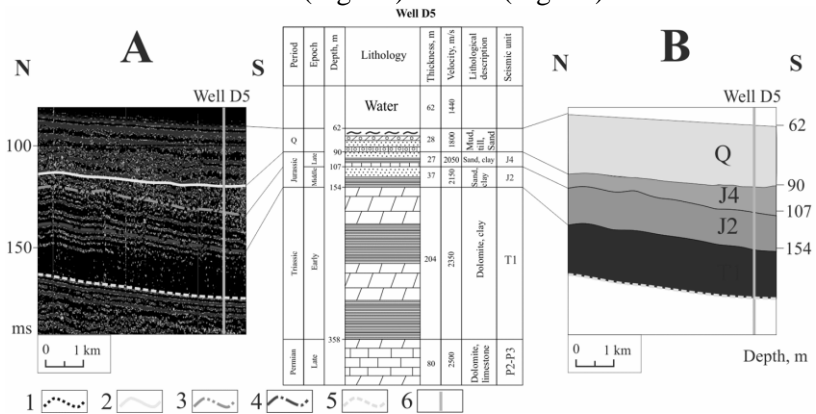 Well D5
A
N
S
Well D5
100
150
ms
0 1 km
Period
Epoch
Depth, m
Lithology
Thickness, m
Velocity, m/s
Lithological description
Seismic unit
Water
62
1440
62
Q
28
1800
Mud, till, Sand
90
Jurassic
Late
27
2050
Sand, clay
J4
107
Middle
37
2150
Sand, clay
J2
154
Triassic
Early
204
2350
Dolomite, clay
T1
358
Permian
Late
80
2500
Dolomite, limestone
P2-P3
B
N
S
Well D5
62
Q
90
J4
107
J2
154
0 1 km
Depth, m
1
2
3
4
5
6